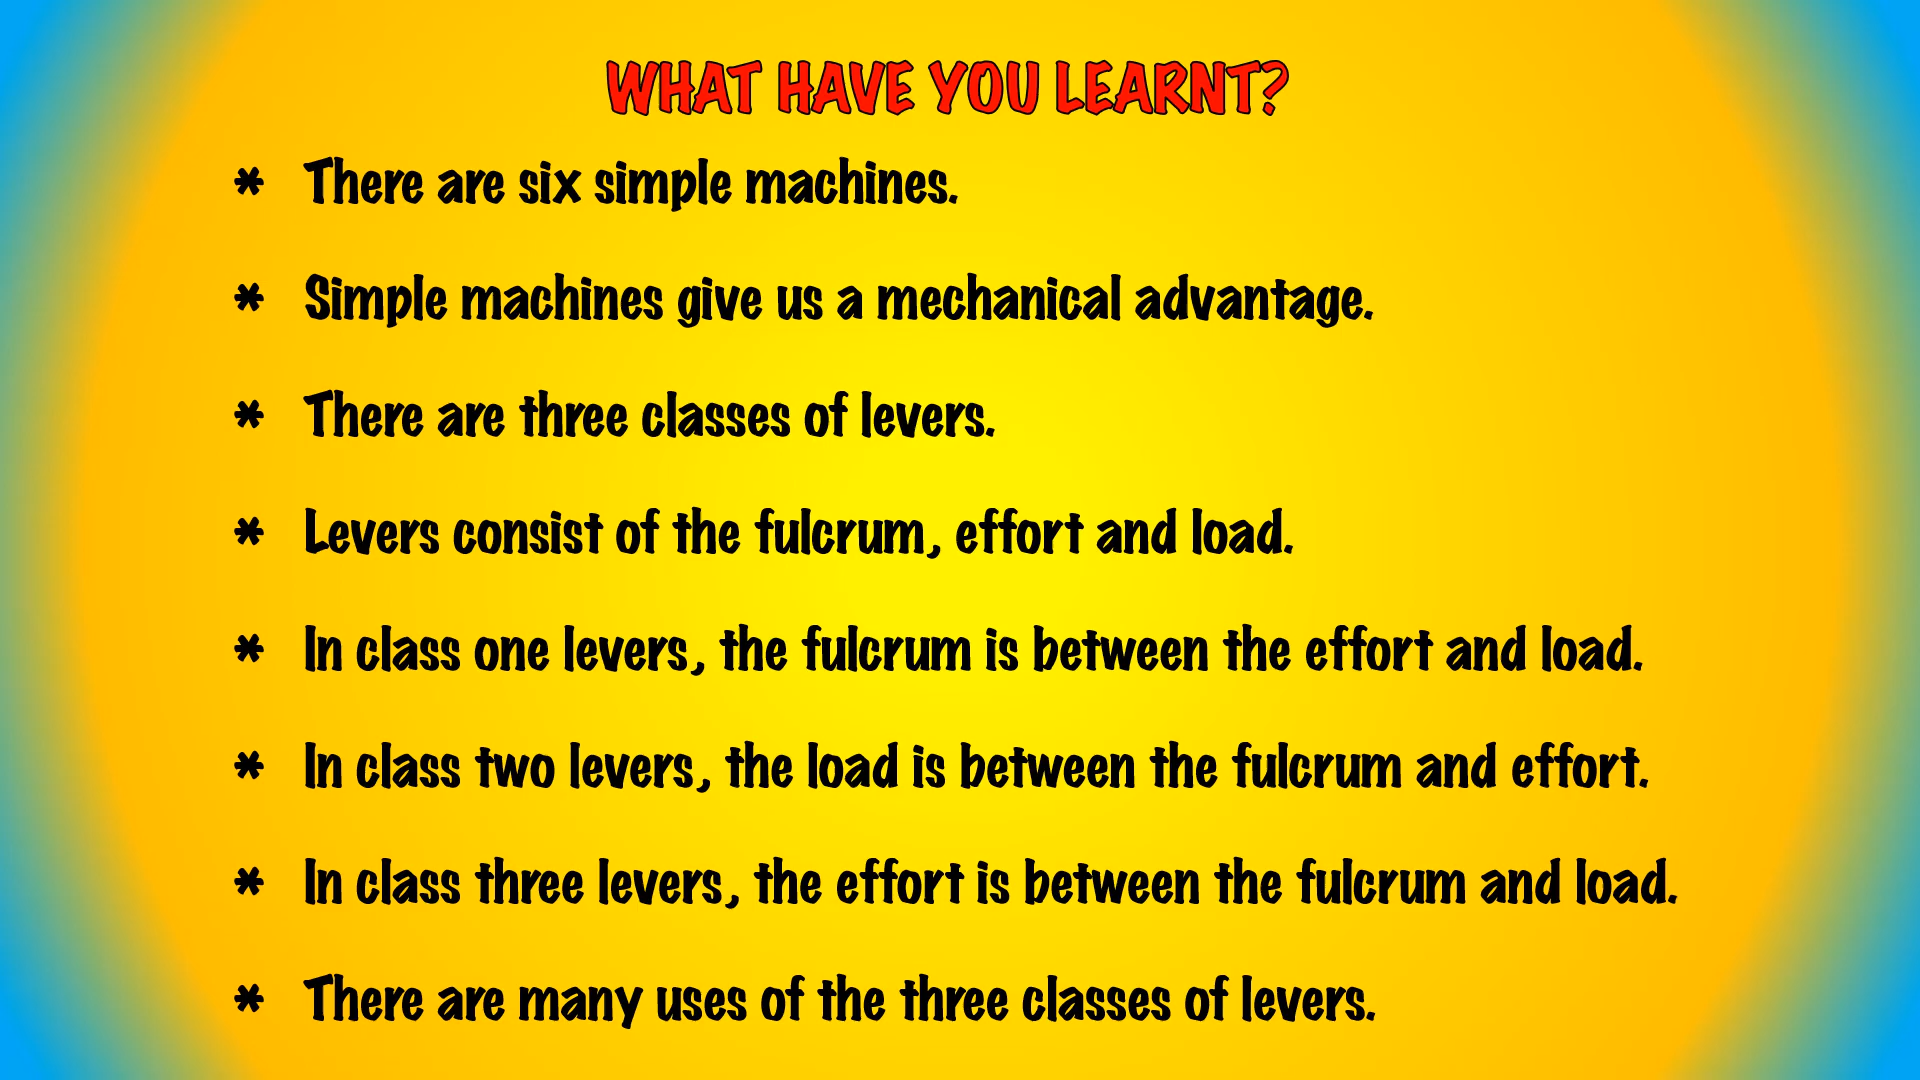 WHAT HAVE YOU LEARNT?
* There are six simple machines.
* Simple machines give us a mechanical advantage.
* There are three classes of levers.
* Levers consist of the fulcrum, effort and load.
* In class one levers, the fulcrum is between the effort and load.
* In class two levers, the load is between the fulcrum and effort.
* In class three levers, the effort is between the fulcrum and load.
* There are many uses of the three classes of levers.